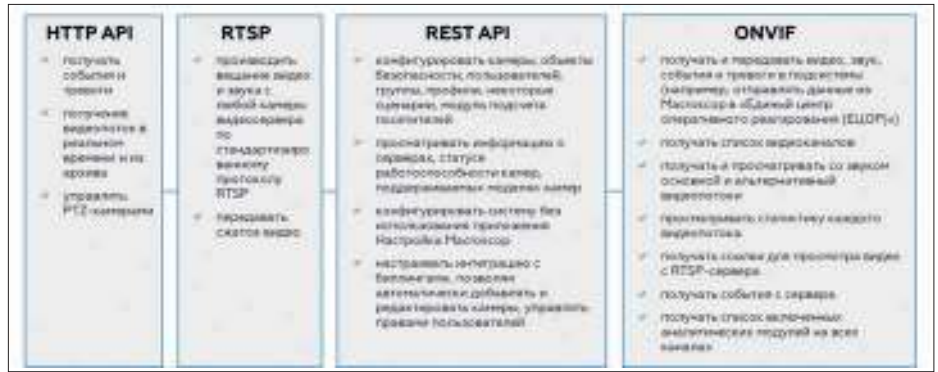 HTTP API
получать
события и
тревоги
получение
видеопотока в
реальном
времени и из
архива
управлять
PTZ-камерами
RTSP
производить
вещание видео
и звука с
любой камеры
видеосервера
по
стандартизиро
ванному
протоколу
RTSP
передавать
сжатое видео
REST API
конфигурировать камеры, объекты
безопасности, пользователей,
группы, профили, некоторые
сценарии, модуль подсчета
посетителей
просматривать информацию о
серверах, статусе
работоспособности камер,
поддерживаемых моделях камер
конфигурировать систему без
использования приложения
Настройка Macroscop
настраивать интеграцию с
биллингами, позволяя
автоматически добавлять и
редактировать камеры, управлять
правами пользователей
ONVIF
получать и передавать видео, звук,
события и тревоги в подсистемы
(например, отправлять данные из
Macroscop в «Единый центр
оперативного реагирования (ЕЦОР)»)
получать список видеоканалов
получать и просматривать со звуком
основной и альтернативный
видеопотоки
просматривать статистику каждого
видеопотока
получать ссылки для просмотра видео
с RTSP-сервера
получать события с сервера
получать список включенных
аналитических модулей на всех
каналах